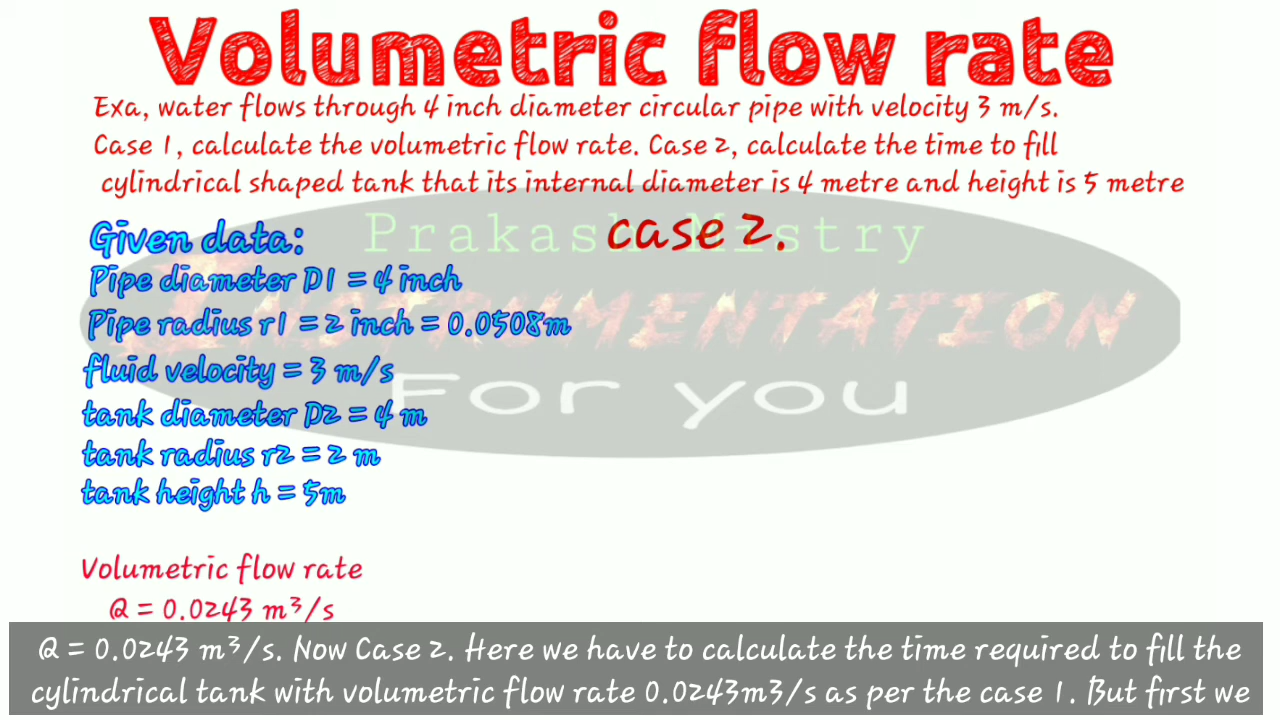 Volumetric flow rate
Exa, water flows through 4 inch diameter circular pipe with velocity 3 m/s.
Case 1, calculate the volumetric flow rate. Case 2, calculate the time to fill
cylindrical shaped tank that its internal diameter is 4 metre and height is 5 metre
Prakash Mistry
case 2.
Given data:
Pipe diameter D1 = 4 inch
INSTRUMENTATION
Pipe radius r1 = 2 inch = 0.0508m
fluid velocity = 3 m/s
For you
tank diameter D2 = 4 m
tank radius r2 = 2 m
tank height h = 5m
Volumetric flow rate
Q = 0.0243 m³/s
Q = 0.0243 m³/s. Now Case 2. Here we have to calculate the time required to fill the
cylindrical tank with volumetric flow rate 0.0243m3/s as per the case 1. But first we